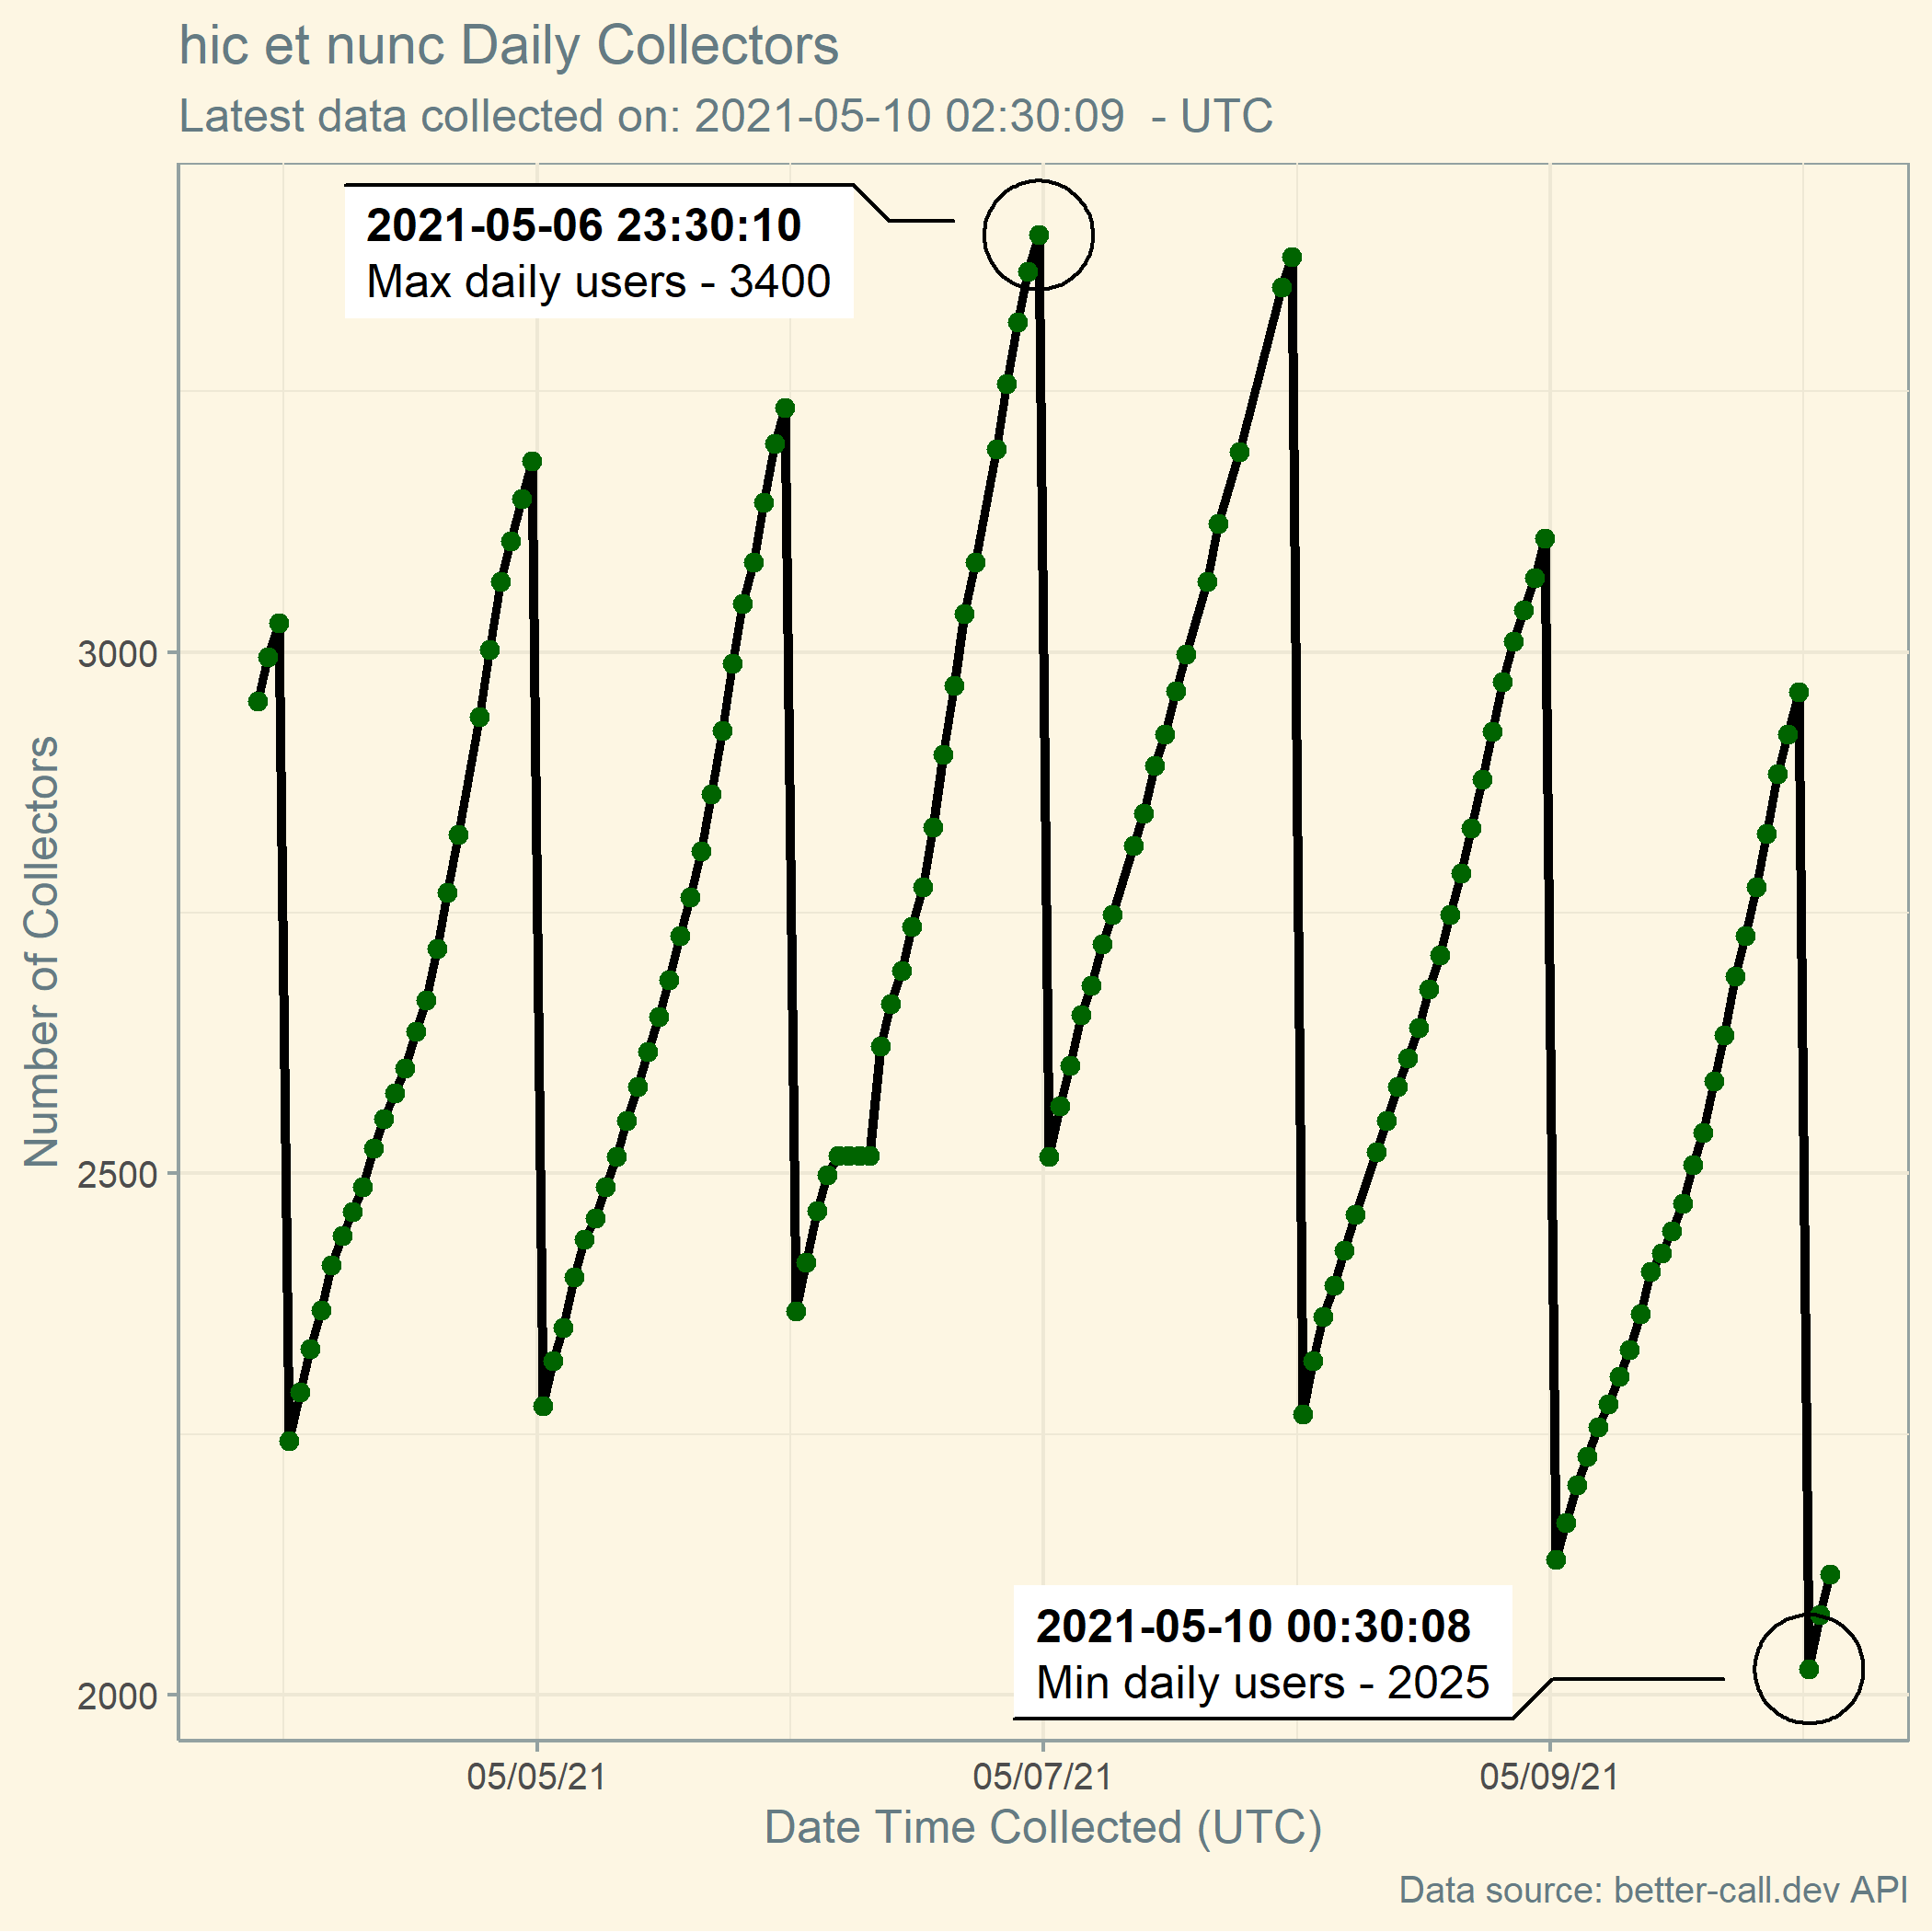 hic et nunc Daily Collectors
Latest data collected on: 2021-05-10 02:30:09  - UTC
2021-05-06 23:30:10
Max daily users - 3400
Number of Collectors
3000
2500
2000
2021-05-10 00:30:08
Min daily users - 2025
05/05/21
05/07/21
05/09/21
Date Time Collected (UTC)
Data source: better-call.dev API